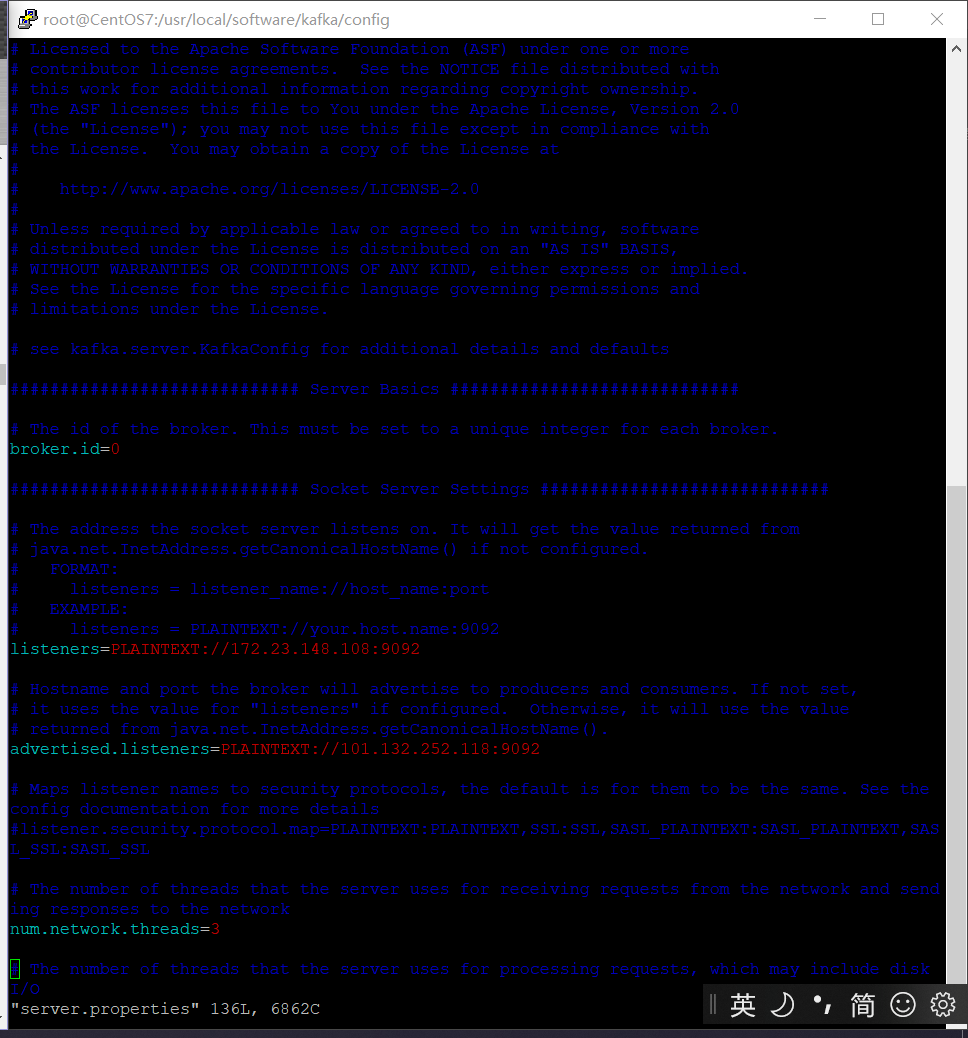 root@CentOS7:/usr/local/software/kafka/config
# Licensed to the Apache Software Foundation (ASF) under one or more
# contributor license agreements.  See the NOTICE file distributed with
# this work for additional information regarding copyright ownership.
# The ASF licenses this file to You under the Apache License, Version 2.0
# (the "License"); you may not use this file except in compliance with
# the License.  You may obtain a copy of the License at
#
#    http://www.apache.org/licenses/LICENSE-2.0
#
# Unless required by applicable law or agreed to in writing, software
# distributed under the License is distributed on an "AS IS" BASIS,
# WITHOUT WARRANTIES OR CONDITIONS OF ANY KIND, either express or implied.
# See the License for the specific language governing permissions and
# limitations under the License.
# see kafka.server.KafkaConfig for additional details and defaults
############################# Server Basics #############################
# The id of the broker. This must be set to a unique integer for each broker.
broker.id=0
############################# Socket Server Settings #############################
# The address the socket server listens on. It will get the value returned from
# java.net.InetAddress.getCanonicalHostName() if not configured.
#   FORMAT:
#     listeners = listener_name://host_name:port
#   EXAMPLE:
#     listeners = PLAINTEXT://your.host.name:9092
listeners=PLAINTEXT://172.23.148.108:9092
# Hostname and port the broker will advertise to producers and consumers. If not set,
# it uses the value for "listeners" if configured.  Otherwise, it will use the value
# returned from java.net.InetAddress.getCanonicalHostName().
advertised.listeners=PLAINTEXT://101.132.252.118:9092
# Maps listener names to security protocols, the default is for them to be the same. See the
config documentation for more details
#listener.security.protocol.map=PLAINTEXT:PLAINTEXT,SSL:SSL,SASL_PLAINTEXT:SASL_PLAINTEXT,SAS
L_SSL:SASL_SSL
# The number of threads that the server uses for receiving requests from the network and send
ing responses to the network
num.network.threads=3
# The number of threads that the server uses for processing requests, which may include disk
I/O
"server.properties" 136L, 6862C
英 简